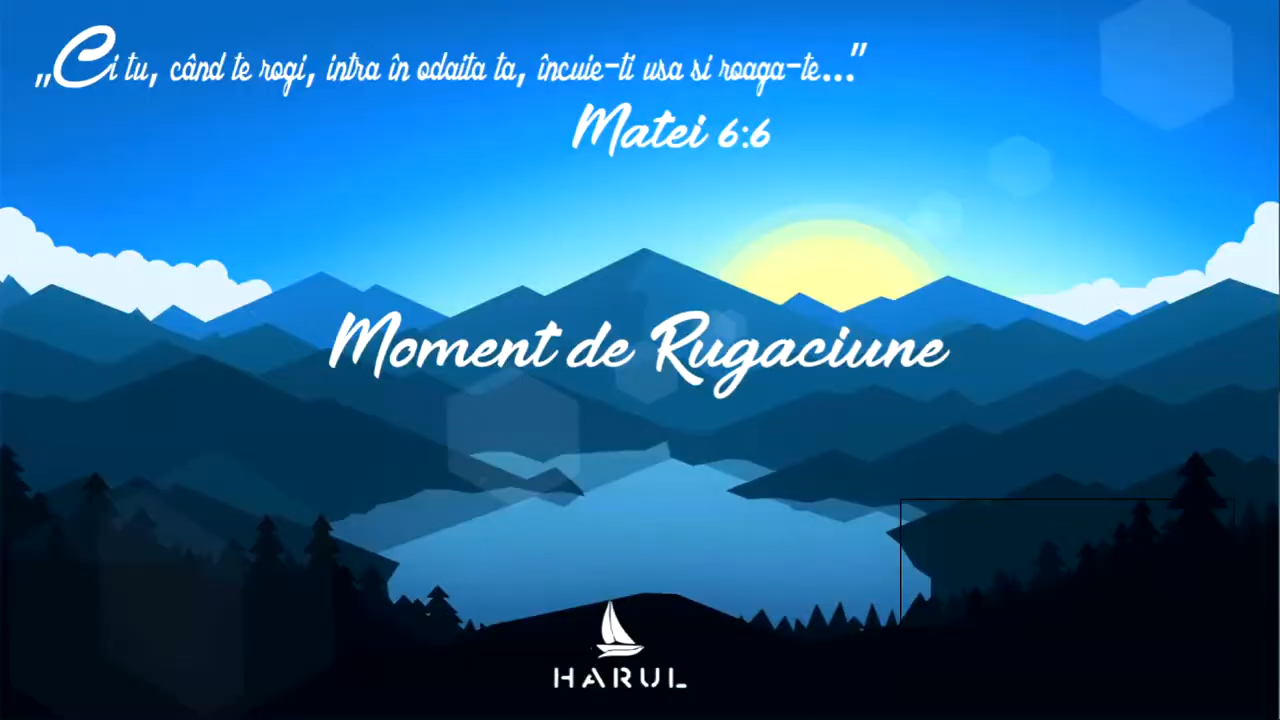 „Ci tu, când te rogi, intra în odaita ta, încuie-ti usa si roaga-te...”
Matei 6:6
Moment de Rugaciune
HARUL